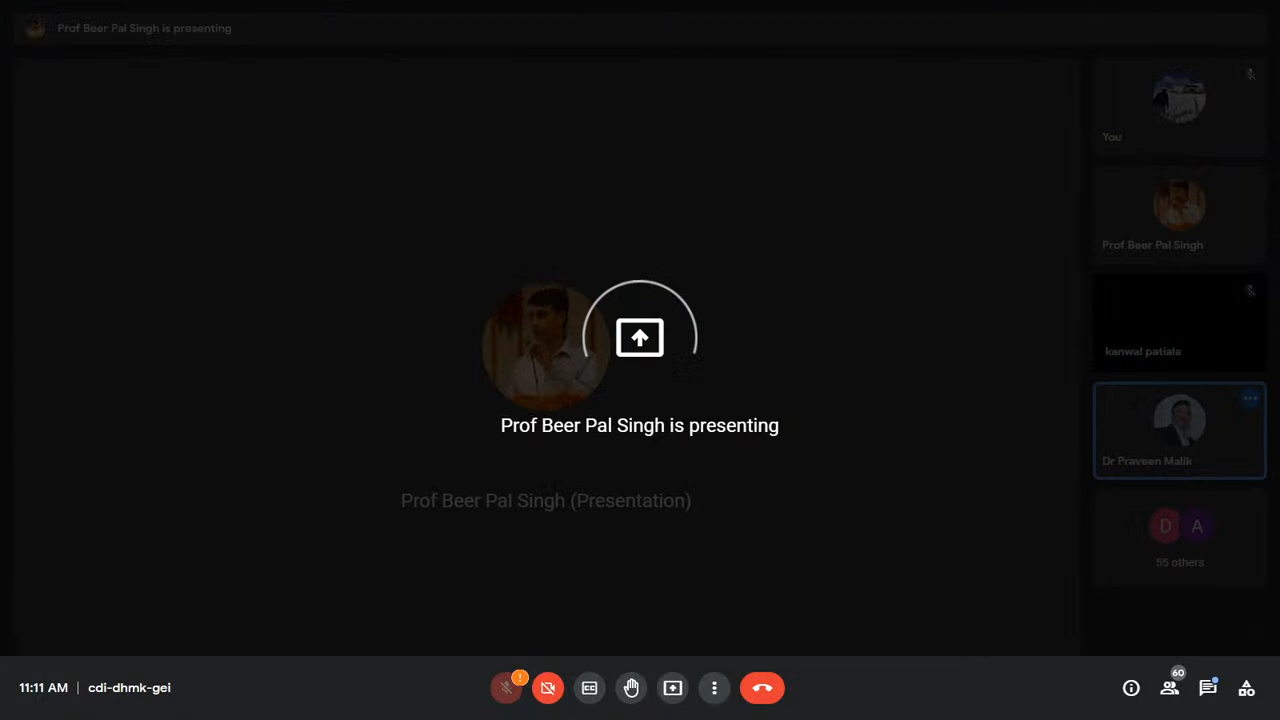 Prof Beer Pal Singh is presenting
You
Prof Beer Pal Singh
kanwal patiala
Prof Beer Pal Singh is presenting
Dr Praveen Malik
Prof Beer Pal Singh (Presentation)
D A
55 others
60
11:11 AM | cdi-dhmk-gei
!
CC